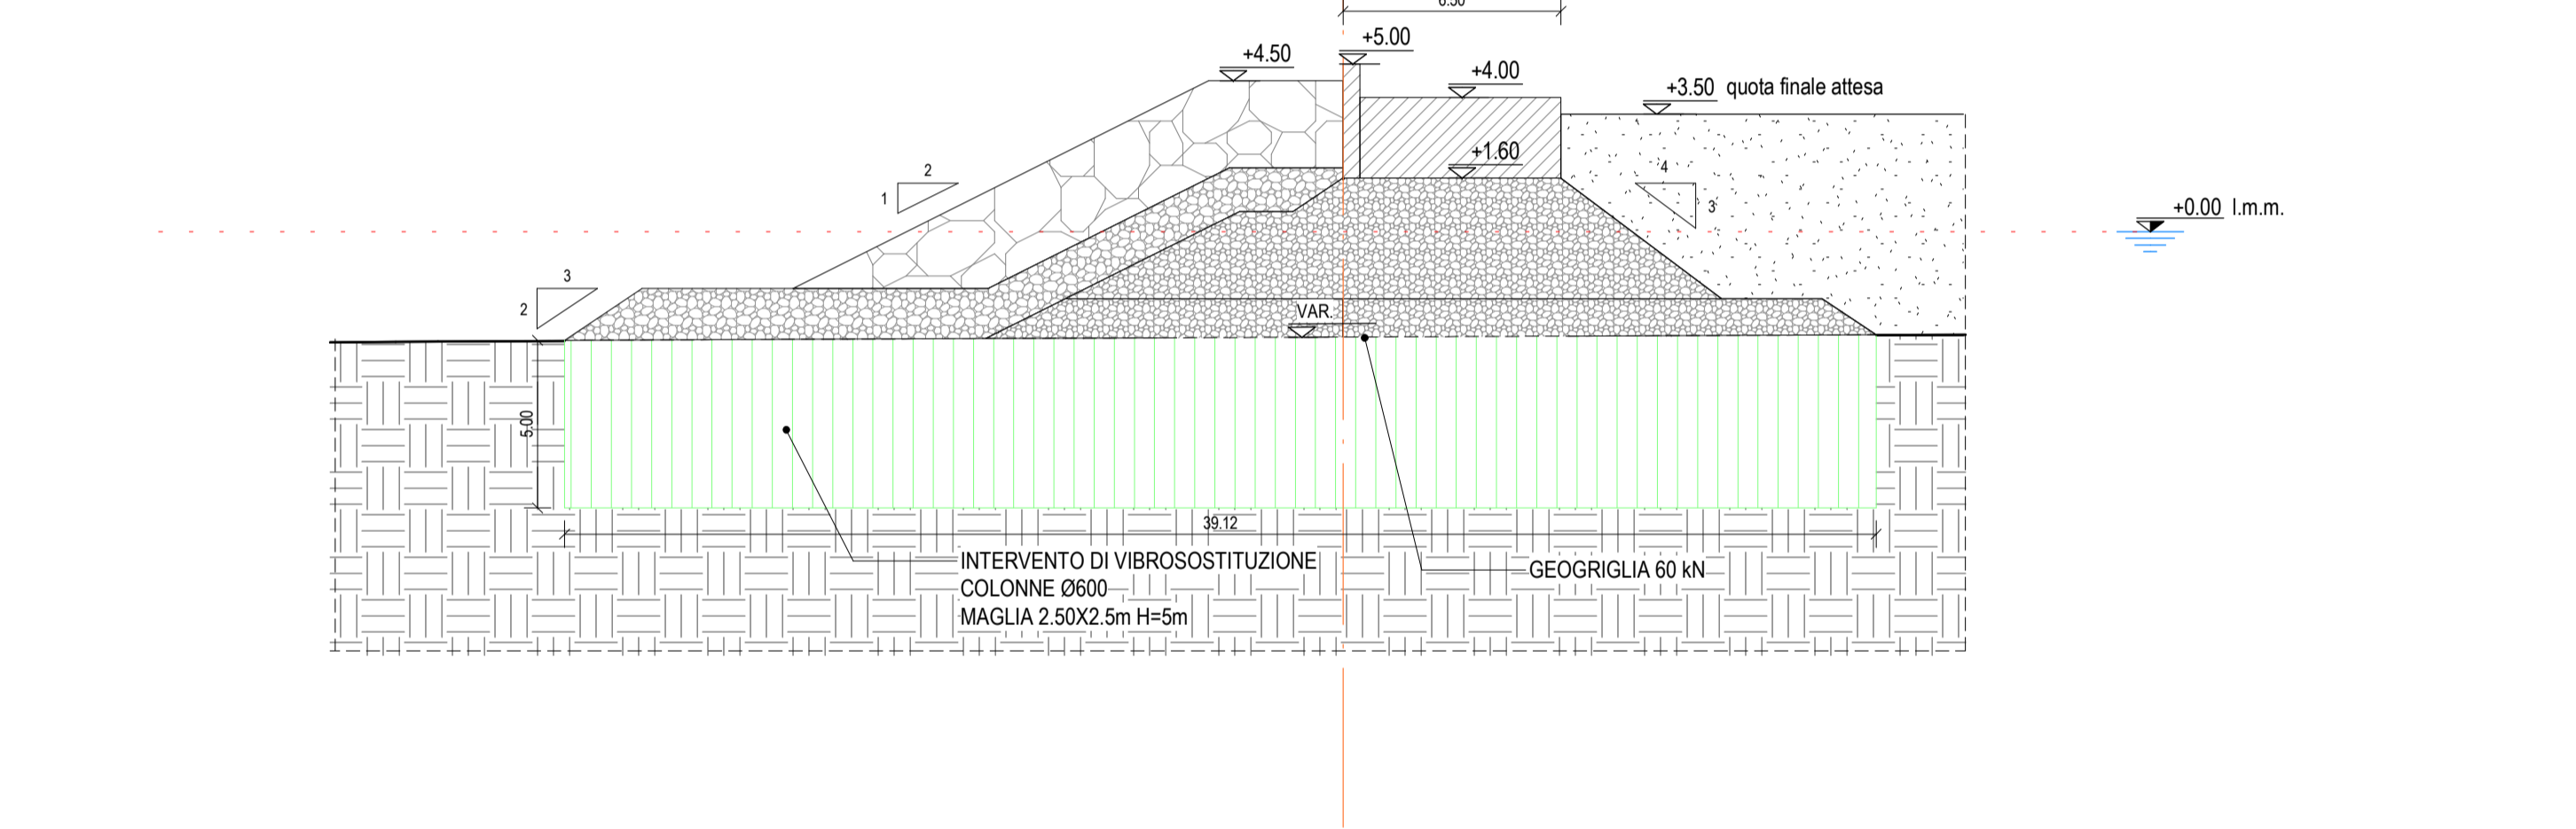 6.50
+5.00
+4.50
+4.00
+3.50 quota finale attesa
+1.60
2
1
4
3
+0.00 l.m.m.
3
2
VAR.
5.00
39.12
INTERVENTO DI VIBROSOSTITUZIONE
COLONNE Ø600
MAGLIA 2.50X2.5m H=5m
GEOGRIGLIA 60 kN